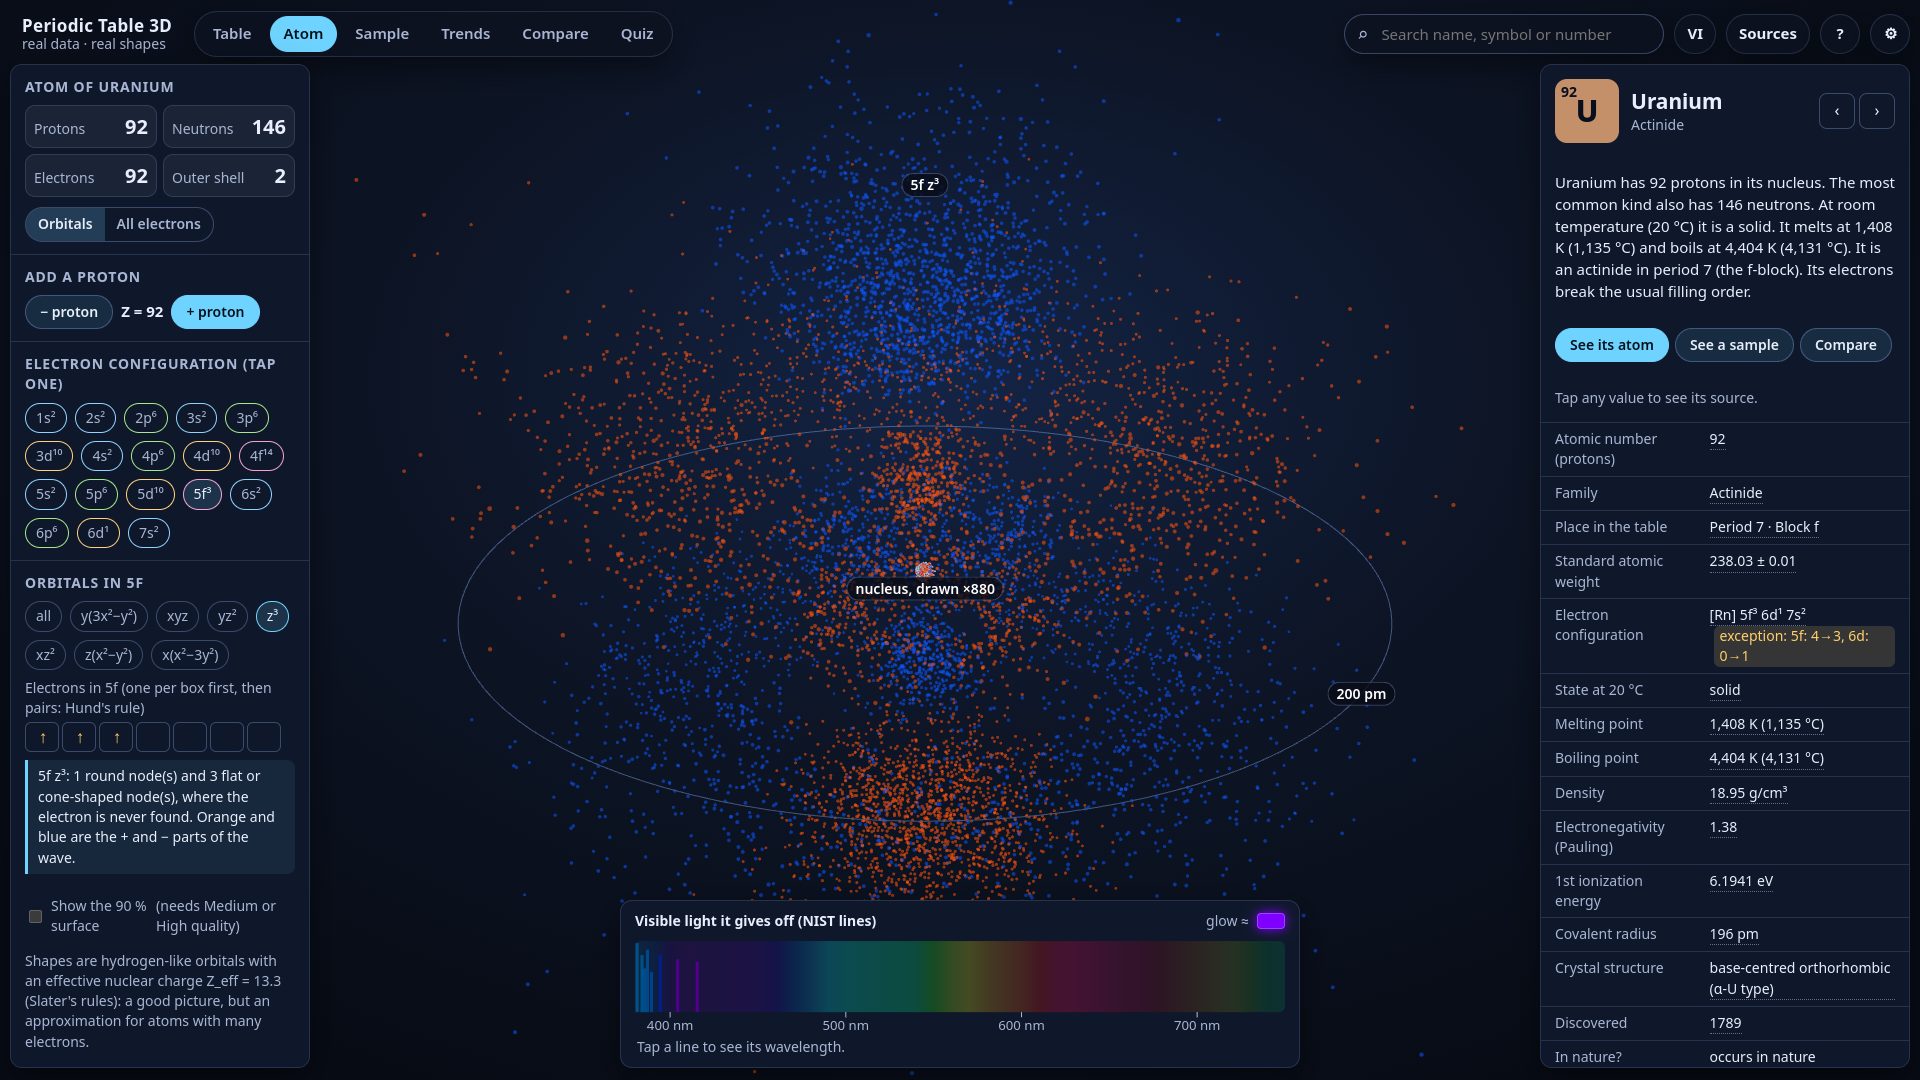 Periodic Table 3D
real data · real shapes
Table
Atom
Sample
Trends
Compare
Quiz
Search name, symbol or number
VI
Sources
?
ATOM OF URANIUM
Protons 92
Neutrons 146
Electrons 92
Outer shell 2
Orbitals
All electrons
ADD A PROTON
− proton
Z = 92
+ proton
ELECTRON CONFIGURATION (TAP
ONE)
1s² 2s² 2p⁶ 3s² 3p⁶
3d¹⁰ 4s² 4p⁶ 4d¹⁰ 4f¹⁴
5s² 5p⁶ 5d¹⁰ 5f³ 6s²
6p⁶ 6d¹ 7s²
ORBITALS IN 5F
all y(3x²−y²) xyz yz² z³
xz² z(x²−y²) x(x²−3y²)
Electrons in 5f (one per box first, then
pairs: Hund's rule)
↑ ↑ ↑
5f z³: 1 round node(s) and 3 flat or
cone-shaped node(s), where the
electron is never found. Orange and
blue are the + and − parts of the
wave.
Show the 90 %
surface
(needs Medium or
High quality)
Shapes are hydrogen-like orbitals with
an effective nuclear charge Z_eff = 13.3
(Slater's rules): a good picture, but an
approximation for atoms with many
electrons.
5f z³
nucleus, drawn ×880
200 pm
Visible light it gives off (NIST lines)
glow ≈
400 nm
500 nm
600 nm
700 nm
Tap a line to see its wavelength.
92
U
Uranium
Actinide
‹
›
Uranium has 92 protons in its nucleus. The most
common kind also has 146 neutrons. At room
temperature (20 °C) it is a solid. It melts at 1,408
K (1,135 °C) and boils at 4,404 K (4,131 °C). It is
an actinide in period 7 (the f-block). Its electrons
break the usual filling order.
See its atom
See a sample
Compare
Tap any value to see its source.
Atomic number
(protons)
92
Family
Actinide
Place in the table
Period 7 · Block f
Standard atomic
weight
238.03 ± 0.01
Electron
configuration
[Rn] 5f³ 6d¹ 7s²
exception: 5f: 4→3, 6d:
0→1
State at 20 °C
solid
Melting point
1,408 K (1,135 °C)
Boiling point
4,404 K (4,131 °C)
Density
18.95 g/cm³
Electronegativity
(Pauling)
1.38
1st ionization
energy
6.1941 eV
Covalent radius
196 pm
Crystal structure
base-centred orthorhombic
(α-U type)
Discovered
1789
In nature?
occurs in nature